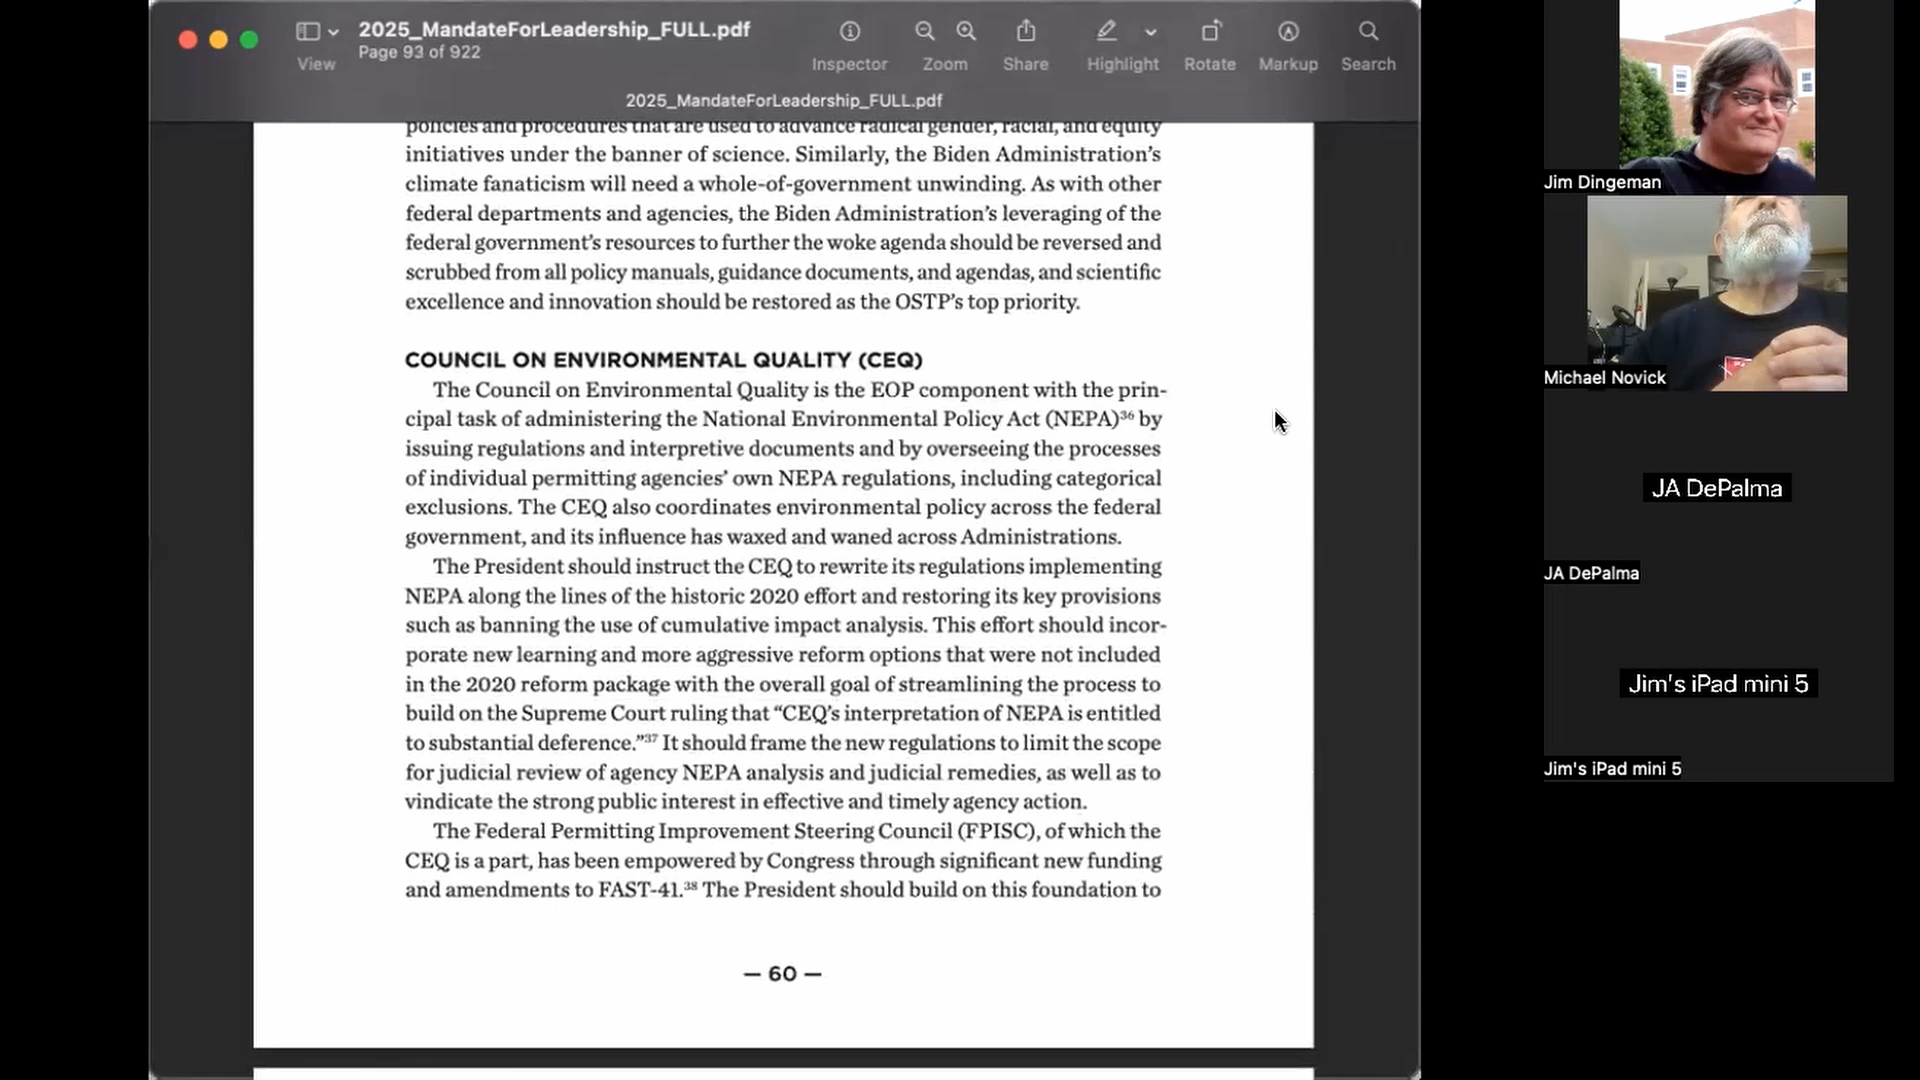 2025_MandateForLeadership_FULL.pdf
Page 93 of 922
View
Inspector
Zoom
Share
Highlight
Rotate
Markup
Search
2025_MandateForLeadership_FULL.pdf
policies and procedures that are used to advance radical gender, racial, and equity
initiatives under the banner of science. Similarly, the Biden Administration's
climate fanaticism will need a whole-of-government unwinding. As with other
federal departments and agencies, the Biden Administration's leveraging of the
federal government's resources to further the woke agenda should be reversed and
scrubbed from all policy manuals, guidance documents, and agendas, and scientific
excellence and innovation should be restored as the OSTP's top priority.
COUNCIL ON ENVIRONMENTAL QUALITY (CEQ)
The Council on Environmental Quality is the EOP component with the prin-
cipal task of administering the National Environmental Policy Act (NEPA)³⁶ by
issuing regulations and interpretive documents and by overseeing the processes
of individual permitting agencies' own NEPA regulations, including categorical
exclusions. The CEQ also coordinates environmental policy across the federal
government, and its influence has waxed and waned across Administrations.
The President should instruct the CEQ to rewrite its regulations implementing
NEPA along the lines of the historic 2020 effort and restoring its key provisions
such as banning the use of cumulative impact analysis. This effort should incor-
porate new learning and more aggressive reform options that were not included
in the 2020 reform package with the overall goal of streamlining the process to
build on the Supreme Court ruling that “CEQ's interpretation of NEPA is entitled
to substantial deference.”³⁷ It should frame the new regulations to limit the scope
for judicial review of agency NEPA analysis and judicial remedies, as well as to
vindicate the strong public interest in effective and timely agency action.
The Federal Permitting Improvement Steering Council (FPISC), of which the
CEQ is a part, has been empowered by Congress through significant new funding
and amendments to FAST-41.³⁸ The President should build on this foundation to
— 60 —
Jim Dingeman
Michael Novick
JA DePalma
JA DePalma
Jim's iPad mini 5
Jim's iPad mini 5